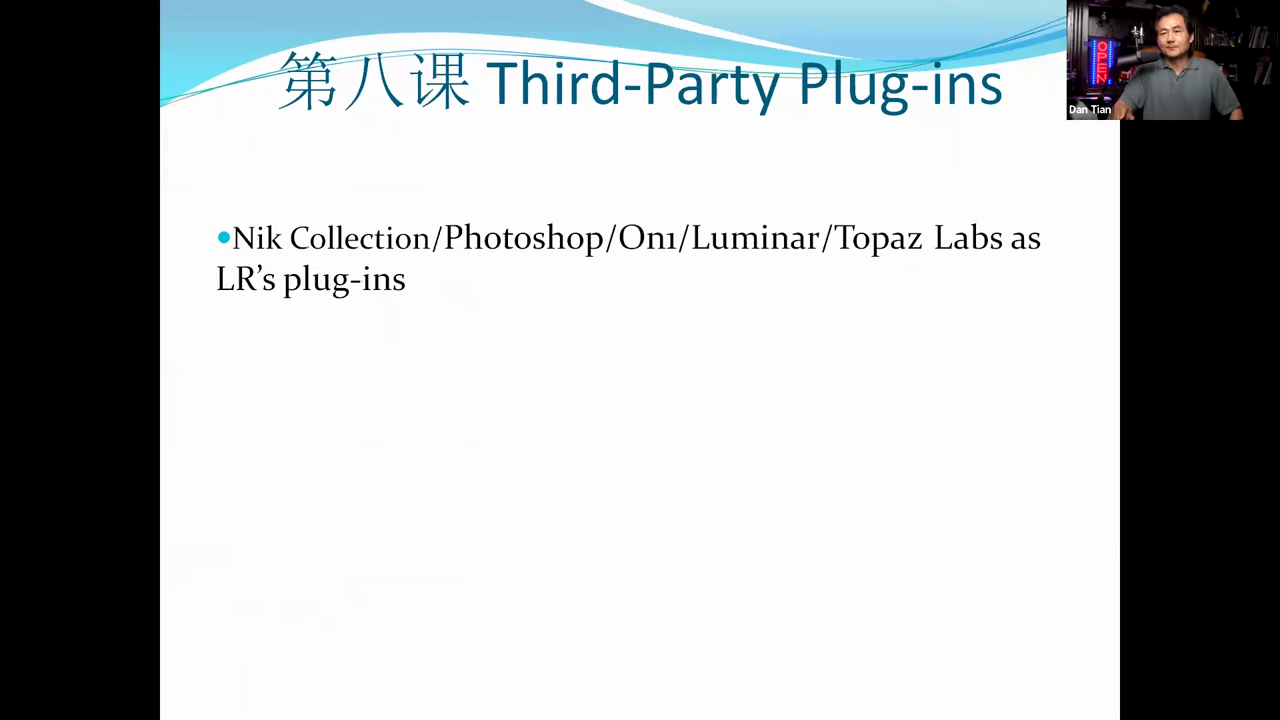 第八课 Third-Party Plug-ins
OPEN
Dan Tian
•Nik Collection/Photoshop/On1/Luminar/Topaz Labs as
LR’s plug-ins